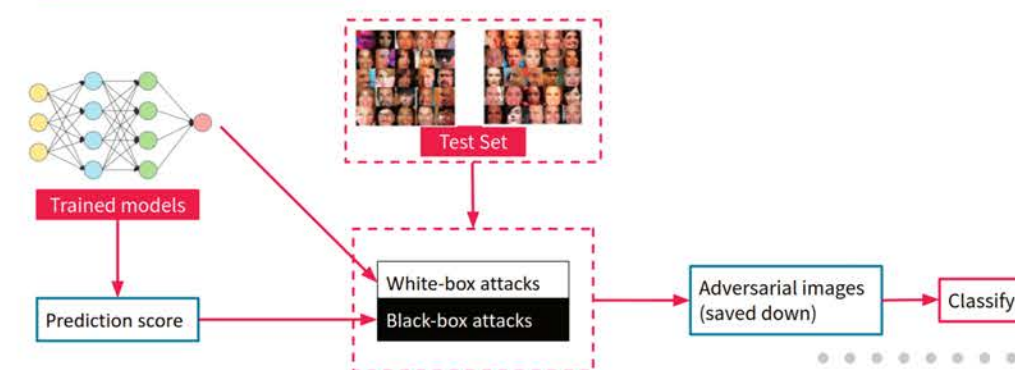 Test Set
Trained models
White-box attacks
Black-box attacks
Prediction score
Adversarial images
(saved down)
Classify